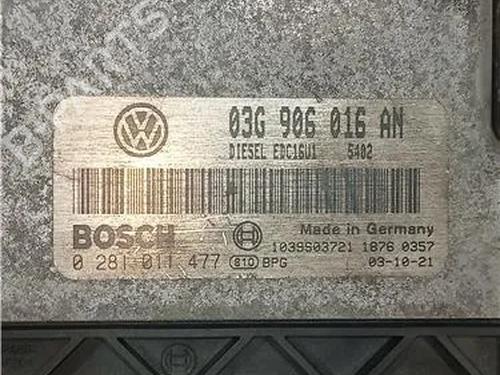 03G 906 016 AN
DIESEL EDC16U1 5402
BOSCH
Made in Germany
1039S03721 1876 0357
0 281 011 477 810 BPG 03-10-21